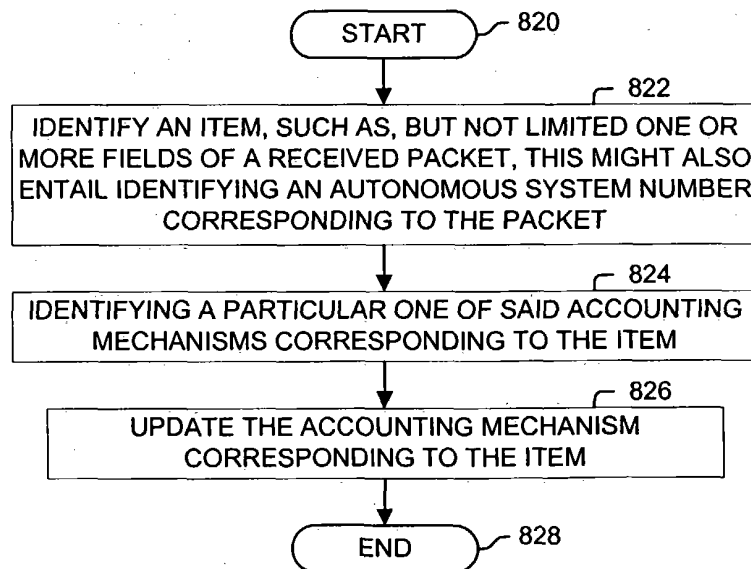 START
820
822
IDENTIFY AN ITEM, SUCH AS, BUT NOT LIMITED ONE OR
MORE FIELDS OF A RECEIVED PACKET, THIS MIGHT ALSO
ENTAIL IDENTIFYING AN AUTONOMOUS SYSTEM NUMBER
CORRESPONDING TO THE PACKET
824
IDENTIFYING A PARTICULAR ONE OF SAID ACCOUNTING
MECHANISMS CORRESPONDING TO THE ITEM
826
UPDATE THE ACCOUNTING MECHANISM
CORRESPONDING TO THE ITEM
END
828